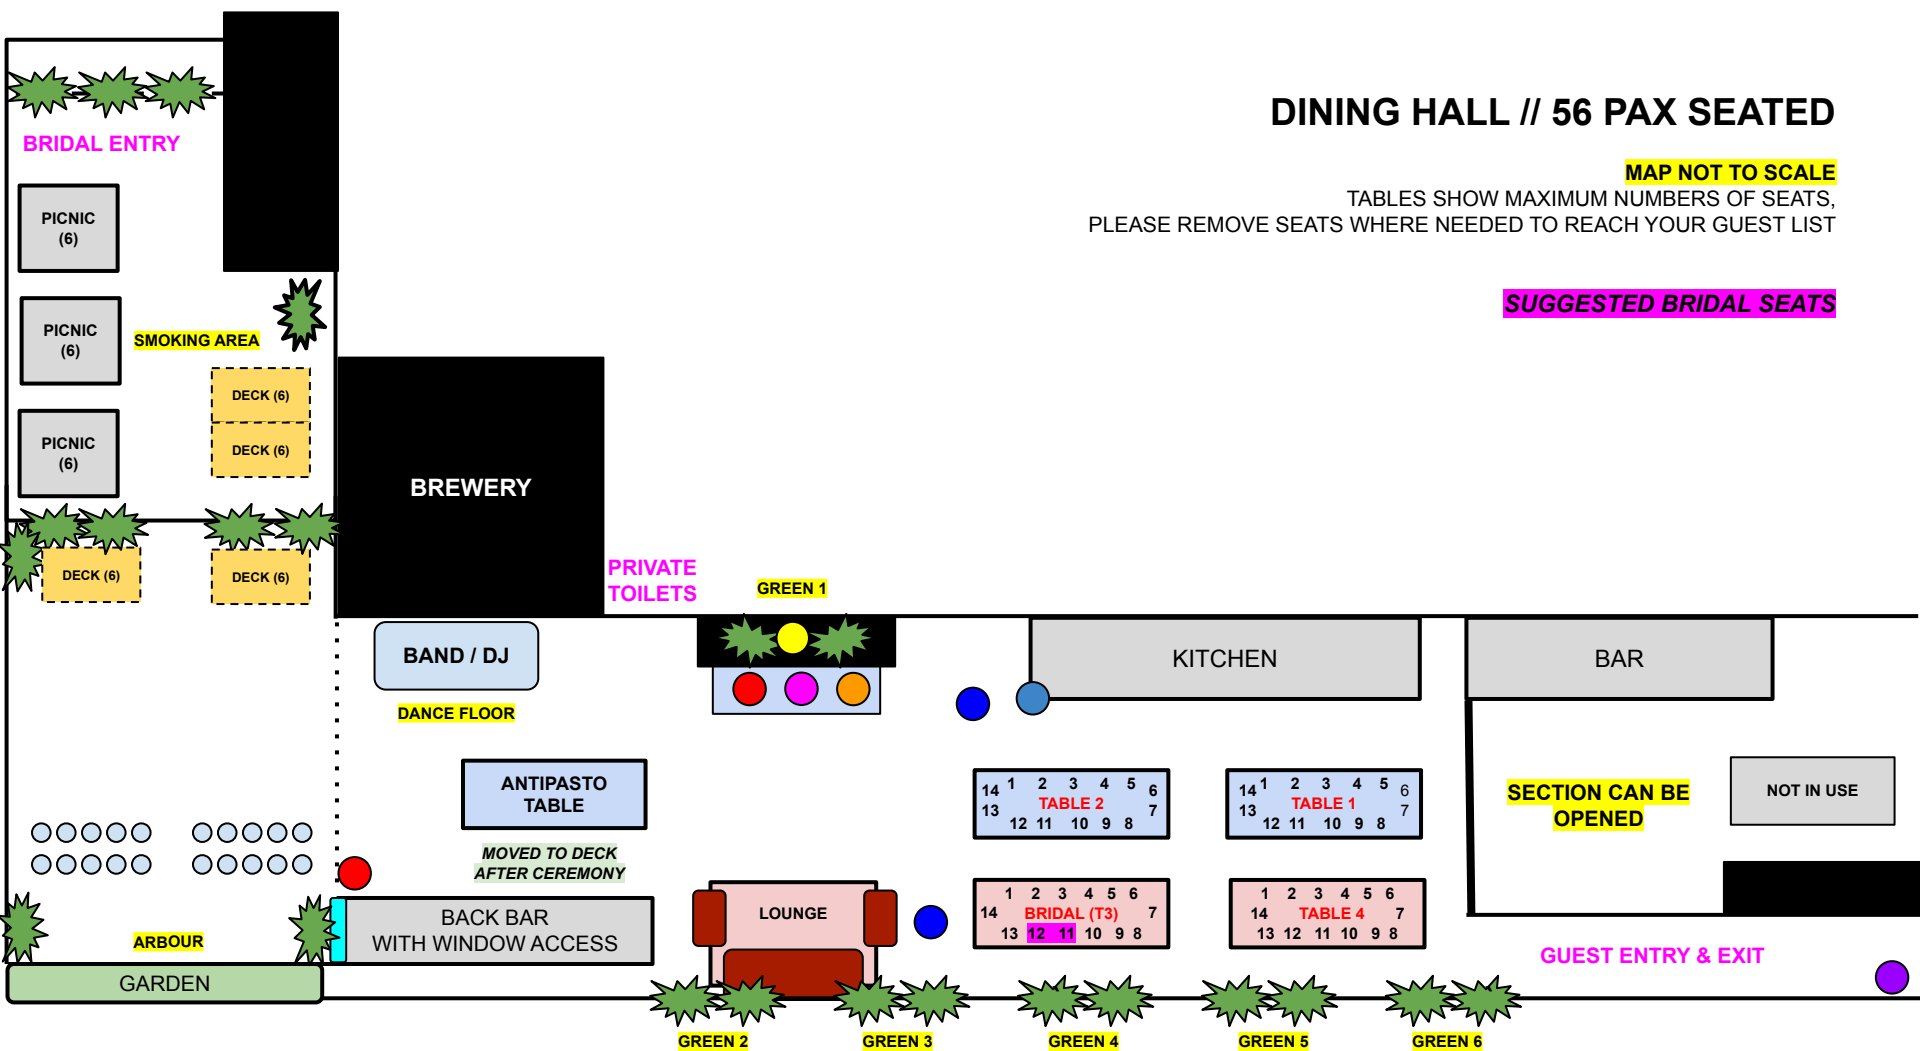 DINING HALL // 56 PAX SEATED
MAP NOT TO SCALE
TABLES SHOW MAXIMUM NUMBERS OF SEATS,
PLEASE REMOVE SEATS WHERE NEEDED TO REACH YOUR GUEST LIST
SUGGESTED BRIDAL SEATS
BRIDAL ENTRY
PICNIC
(6)
PICNIC
(6)
SMOKING AREA
DECK (6)
DECK (6)
PICNIC
(6)
DECK (6)
DECK (6)
BREWERY
PRIVATE
TOILETS
GREEN 1
BAND / DJ
DANCE FLOOR
KITCHEN
BAR
ANTIPASTO
TABLE
MOVED TO DECK
AFTER CEREMONY
14 1 2 3 4 5 6
13 TABLE 2 7
12 11 10 9 8
14 1 2 3 4 5 6
13 TABLE 1 7
12 11 10 9 8
SECTION CAN BE
OPENED
NOT IN USE
BACK BAR
WITH WINDOW ACCESS
LOUNGE
1 2 3 4 5 6
14 BRIDAL (T3) 7
13 12 11 10 9 8
1 2 3 4 5 6
14 TABLE 4 7
13 12 11 10 9 8
ARBOUR
GARDEN
GUEST ENTRY & EXIT
GREEN 2
GREEN 3
GREEN 4
GREEN 5
GREEN 6